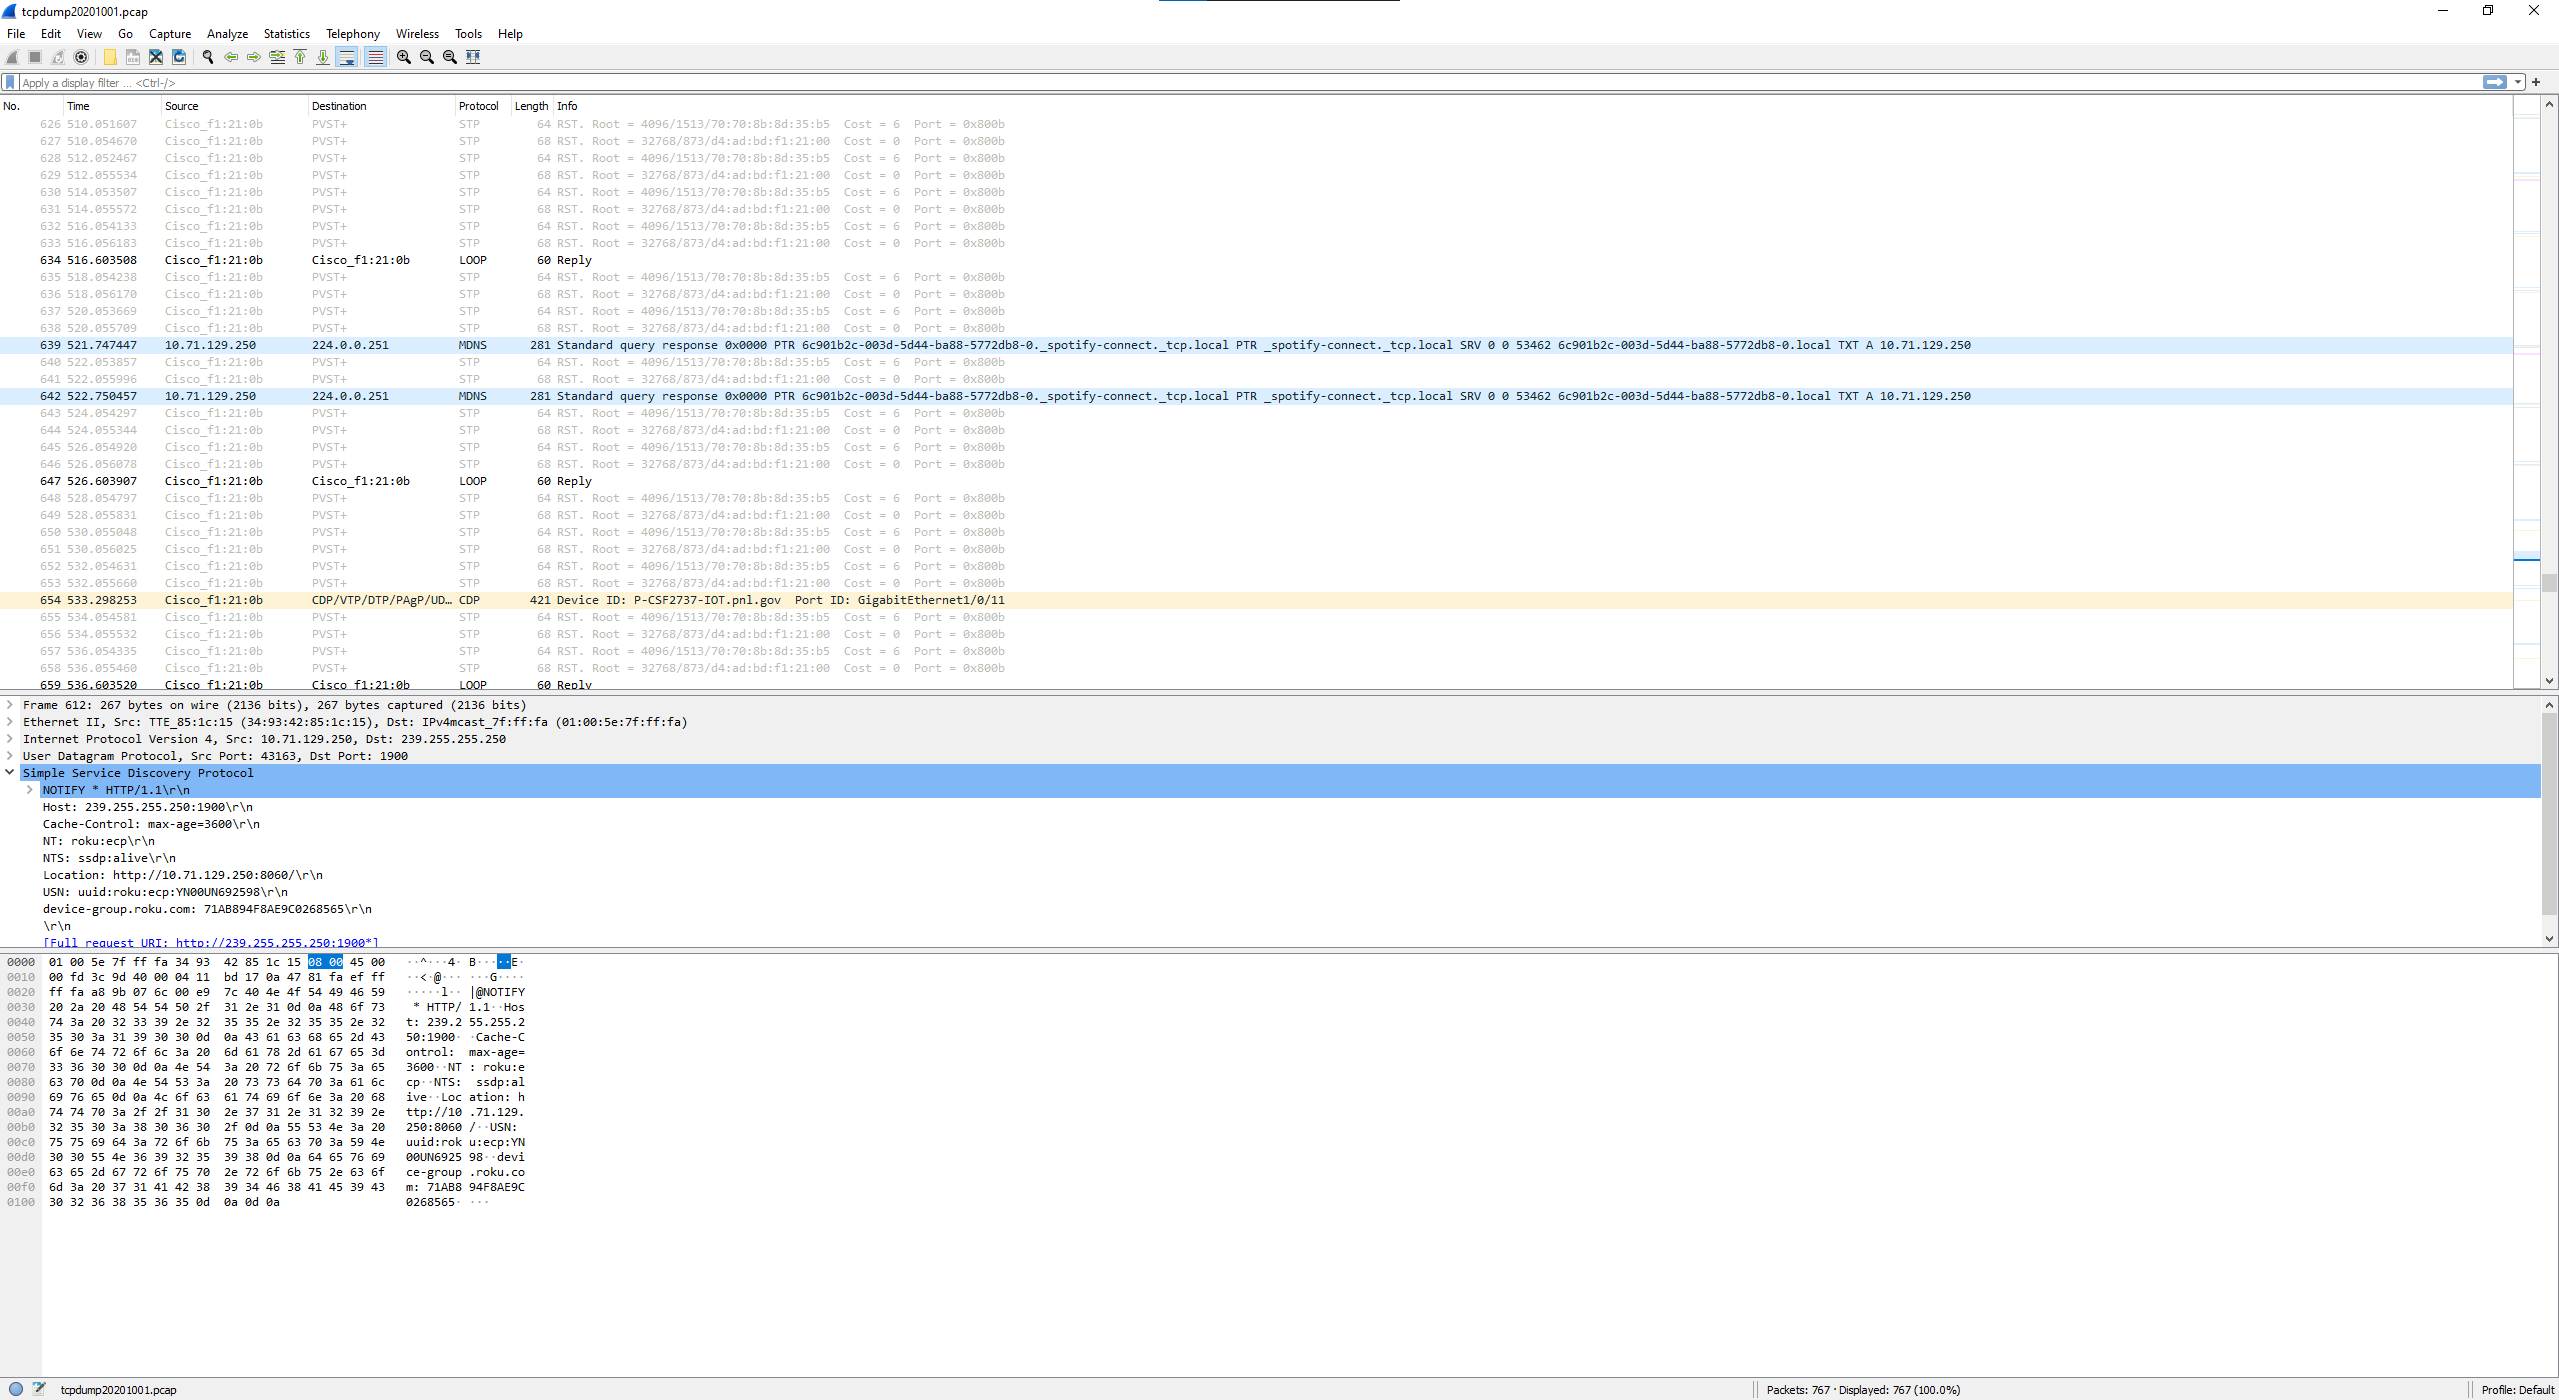 tcpdump20201001.pcap
File Edit View Go Capture Analyze Statistics Telephony Wireless Tools Help
Apply a display filter ... <Ctrl-/>
No. Time Source Destination Protocol Length Info
626 510.051607 Cisco_f1:21:0b PVST+ STP 64 RST. Root = 4096/1513/70:70:8b:8d:35:b5 Cost = 6 Port = 0x800b
627 510.054670 Cisco_f1:21:0b PVST+ STP 68 RST. Root = 32768/873/d4:ad:bd:f1:21:00 Cost = 0 Port = 0x800b
628 512.052467 Cisco_f1:21:0b PVST+ STP 64 RST. Root = 4096/1513/70:70:8b:8d:35:b5 Cost = 6 Port = 0x800b
629 512.055534 Cisco_f1:21:0b PVST+ STP 68 RST. Root = 32768/873/d4:ad:bd:f1:21:00 Cost = 0 Port = 0x800b
630 514.053507 Cisco_f1:21:0b PVST+ STP 64 RST. Root = 4096/1513/70:70:8b:8d:35:b5 Cost = 6 Port = 0x800b
631 514.055572 Cisco_f1:21:0b PVST+ STP 68 RST. Root = 32768/873/d4:ad:bd:f1:21:00 Cost = 0 Port = 0x800b
632 516.054133 Cisco_f1:21:0b PVST+ STP 64 RST. Root = 4096/1513/70:70:8b:8d:35:b5 Cost = 6 Port = 0x800b
633 516.056183 Cisco_f1:21:0b PVST+ STP 68 RST. Root = 32768/873/d4:ad:bd:f1:21:00 Cost = 0 Port = 0x800b
634 516.603508 Cisco_f1:21:0b Cisco_f1:21:0b LOOP 60 Reply
635 518.054238 Cisco_f1:21:0b PVST+ STP 64 RST. Root = 4096/1513/70:70:8b:8d:35:b5 Cost = 6 Port = 0x800b
636 518.056170 Cisco_f1:21:0b PVST+ STP 68 RST. Root = 32768/873/d4:ad:bd:f1:21:00 Cost = 0 Port = 0x800b
637 520.053669 Cisco_f1:21:0b PVST+ STP 64 RST. Root = 4096/1513/70:70:8b:8d:35:b5 Cost = 6 Port = 0x800b
638 520.055709 Cisco_f1:21:0b PVST+ STP 68 RST. Root = 32768/873/d4:ad:bd:f1:21:00 Cost = 0 Port = 0x800b
639 521.747447 10.71.129.250 224.0.0.251 MDNS 281 Standard query response 0x0000 PTR 6c901b2c-003d-5d44-ba88-5772db8-0._spotify-connect._tcp.local PTR _spotify-connect._tcp.local SRV 0 0 53462 6c901b2c-003d-5d44-ba88-5772db8-0.local TXT A 10.71.129.250
640 522.053857 Cisco_f1:21:0b PVST+ STP 64 RST. Root = 4096/1513/70:70:8b:8d:35:b5 Cost = 6 Port = 0x800b
641 522.055996 Cisco_f1:21:0b PVST+ STP 68 RST. Root = 32768/873/d4:ad:bd:f1:21:00 Cost = 0 Port = 0x800b
642 522.750457 10.71.129.250 224.0.0.251 MDNS 281 Standard query response 0x0000 PTR 6c901b2c-003d-5d44-ba88-5772db8-0._spotify-connect._tcp.local PTR _spotify-connect._tcp.local SRV 0 0 53462 6c901b2c-003d-5d44-ba88-5772db8-0.local TXT A 10.71.129.250
643 524.054297 Cisco_f1:21:0b PVST+ STP 64 RST. Root = 4096/1513/70:70:8b:8d:35:b5 Cost = 6 Port = 0x800b
644 524.055344 Cisco_f1:21:0b PVST+ STP 68 RST. Root = 32768/873/d4:ad:bd:f1:21:00 Cost = 0 Port = 0x800b
645 526.054920 Cisco_f1:21:0b PVST+ STP 64 RST. Root = 4096/1513/70:70:8b:8d:35:b5 Cost = 6 Port = 0x800b
646 526.056078 Cisco_f1:21:0b PVST+ STP 68 RST. Root = 32768/873/d4:ad:bd:f1:21:00 Cost = 0 Port = 0x800b
647 526.603907 Cisco_f1:21:0b Cisco_f1:21:0b LOOP 60 Reply
648 528.054797 Cisco_f1:21:0b PVST+ STP 64 RST. Root = 4096/1513/70:70:8b:8d:35:b5 Cost = 6 Port = 0x800b
649 528.055831 Cisco_f1:21:0b PVST+ STP 68 RST. Root = 32768/873/d4:ad:bd:f1:21:00 Cost = 0 Port = 0x800b
650 530.055048 Cisco_f1:21:0b PVST+ STP 64 RST. Root = 4096/1513/70:70:8b:8d:35:b5 Cost = 6 Port = 0x800b
651 530.056025 Cisco_f1:21:0b PVST+ STP 68 RST. Root = 32768/873/d4:ad:bd:f1:21:00 Cost = 0 Port = 0x800b
652 532.054631 Cisco_f1:21:0b PVST+ STP 64 RST. Root = 4096/1513/70:70:8b:8d:35:b5 Cost = 6 Port = 0x800b
653 532.055660 Cisco_f1:21:0b PVST+ STP 68 RST. Root = 32768/873/d4:ad:bd:f1:21:00 Cost = 0 Port = 0x800b
654 533.298253 Cisco_f1:21:0b CDP/VTP/DTP/PAgP/UD… CDP 421 Device ID: P-CSF2737-IOT.pnl.gov Port ID: GigabitEthernet1/0/11
655 534.054581 Cisco_f1:21:0b PVST+ STP 64 RST. Root = 4096/1513/70:70:8b:8d:35:b5 Cost = 6 Port = 0x800b
656 534.055532 Cisco_f1:21:0b PVST+ STP 68 RST. Root = 32768/873/d4:ad:bd:f1:21:00 Cost = 0 Port = 0x800b
657 536.054335 Cisco_f1:21:0b PVST+ STP 64 RST. Root = 4096/1513/70:70:8b:8d:35:b5 Cost = 6 Port = 0x800b
658 536.055460 Cisco_f1:21:0b PVST+ STP 68 RST. Root = 32768/873/d4:ad:bd:f1:21:00 Cost = 0 Port = 0x800b
659 536.603520 Cisco_f1:21:0b Cisco_f1:21:0b LOOP 60 Reply
Frame 612: 267 bytes on wire (2136 bits), 267 bytes captured (2136 bits)
Ethernet II, Src: TTE_85:1c:15 (34:93:42:85:1c:15), Dst: IPv4mcast_7f:ff:fa (01:00:5e:7f:ff:fa)
Internet Protocol Version 4, Src: 10.71.129.250, Dst: 239.255.255.250
User Datagram Protocol, Src Port: 43163, Dst Port: 1900
Simple Service Discovery Protocol
NOTIFY * HTTP/1.1\r\n
Host: 239.255.255.250:1900\r\n
Cache-Control: max-age=3600\r\n
NT: roku:ecp\r\n
NTS: ssdp:alive\r\n
Location: http://10.71.129.250:8060/\r\n
USN: uuid:roku:ecp:YN00UN692598\r\n
device-group.roku.com: 71AB894F8AE9C0268565\r\n
\r\n
[Full request URI: http://239.255.255.250:1900*]
0000 01 00 5e 7f ff fa 34 93 42 85 1c 15 08 00 45 00 ··^···4· B·····E·
0010 00 fd 3c 9d 40 00 04 11 bd 17 0a 47 81 fa ef ff ··<·@··· ···G····
0020 ff fa a8 9b 07 6c 00 e9 7c 40 4e 4f 54 49 46 59 ·····l·· |@NOTIFY
0030 20 2a 20 48 54 54 50 2f 31 2e 31 0d 0a 48 6f 73 * HTTP/ 1.1··Hos
0040 74 3a 20 32 33 39 2e 32 35 35 2e 32 35 35 2e 32 t: 239.2 55.255.2
0050 35 30 3a 31 39 30 30 0d 0a 43 61 63 68 65 2d 43 50:1900· ·Cache-C
0060 6f 6e 74 72 6f 6c 3a 20 6d 61 78 2d 61 67 65 3d ontrol: max-age=
0070 33 36 30 30 0d 0a 4e 54 3a 20 72 6f 6b 75 3a 65 3600··NT : roku:e
0080 63 70 0d 0a 4e 54 53 3a 20 73 73 64 70 3a 61 6c cp··NTS: ssdp:al
0090 69 76 65 0d 0a 4c 6f 63 61 74 69 6f 6e 3a 20 68 ive··Loc ation: h
00a0 74 74 70 3a 2f 2f 31 30 2e 37 31 2e 31 32 39 2e ttp://10 .71.129.
00b0 32 35 30 3a 38 30 36 30 2f 0d 0a 55 53 4e 3a 20 250:8060 /··USN:
00c0 75 75 69 64 3a 72 6f 6b 75 3a 65 63 70 3a 59 4e uuid:rok u:ecp:YN
00d0 30 30 55 4e 36 39 32 35 39 38 0d 0a 64 65 76 69 00UN6925 98··devi
00e0 63 65 2d 67 72 6f 75 70 2e 72 6f 6b 75 2e 63 6f ce-group .roku.co
00f0 6d 3a 20 37 31 41 42 38 39 34 46 38 41 45 39 43 m: 71AB8 94F8AE9C
0100 30 32 36 38 35 36 35 0d 0a 0d 0a 0268565· ···
tcpdump20201001.pcap
Packets: 767 · Displayed: 767 (100.0%)
Profile: Default